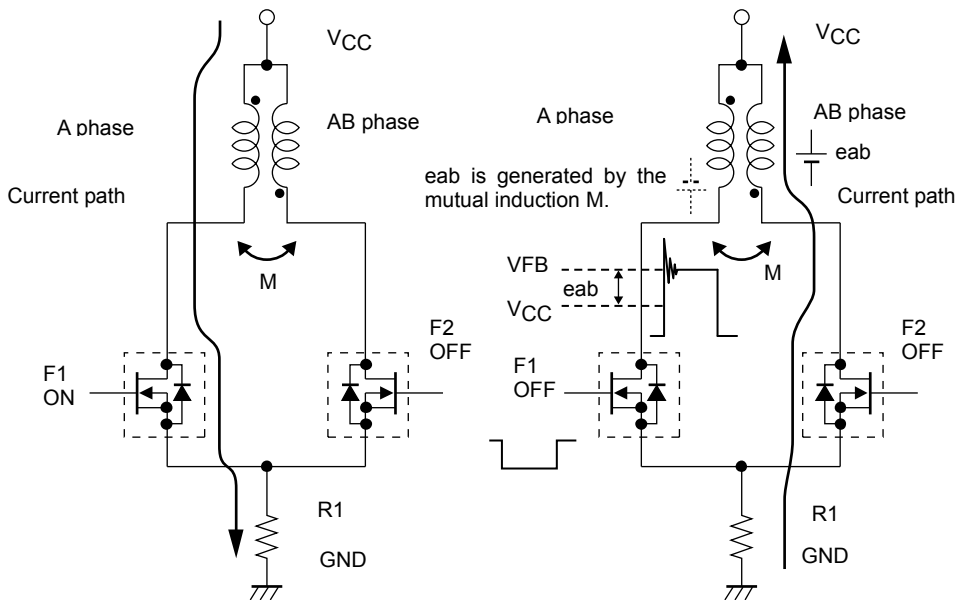 VCC
A phase
AB phase
Current path
M
F1
ON
F2
OFF
R1
GND
VCC
A phase
AB phase
eab
eab is generated by the
mutual induction M.
Current path
M
VFB
eab
VCC
F1
OFF
F2
OFF
R1
GND